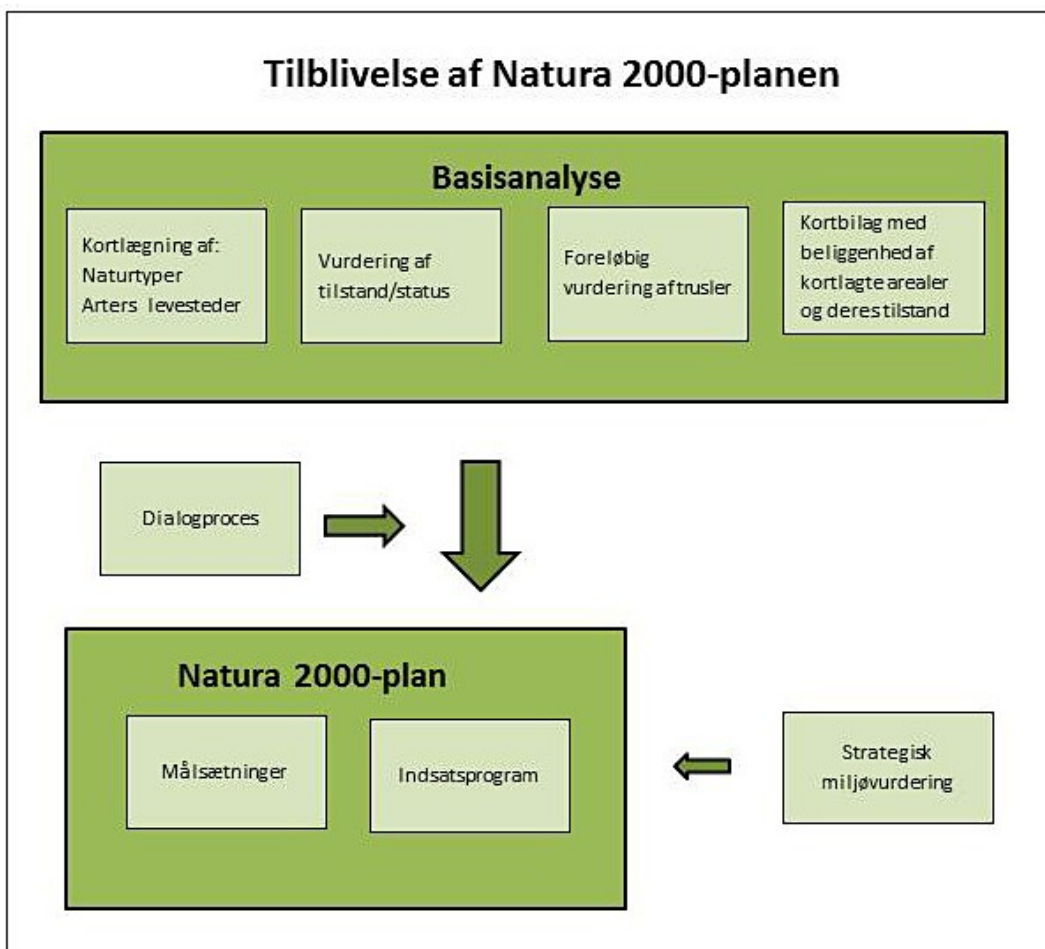 Tilblivelse af Natura 2000-planen
Basisanalyse
Kortlægning af:
Naturtyper
Arters levesteder
Vurdering af
tilstand/status
Foreløbig
vurdering af trusler
Kortbilag med
beliggenhed af
kortlagte arealer
og deres tilstand
Dialogproces
Natura 2000-plan
Målsætninger
Indsatsprogram
Strategisk
miljøvurdering